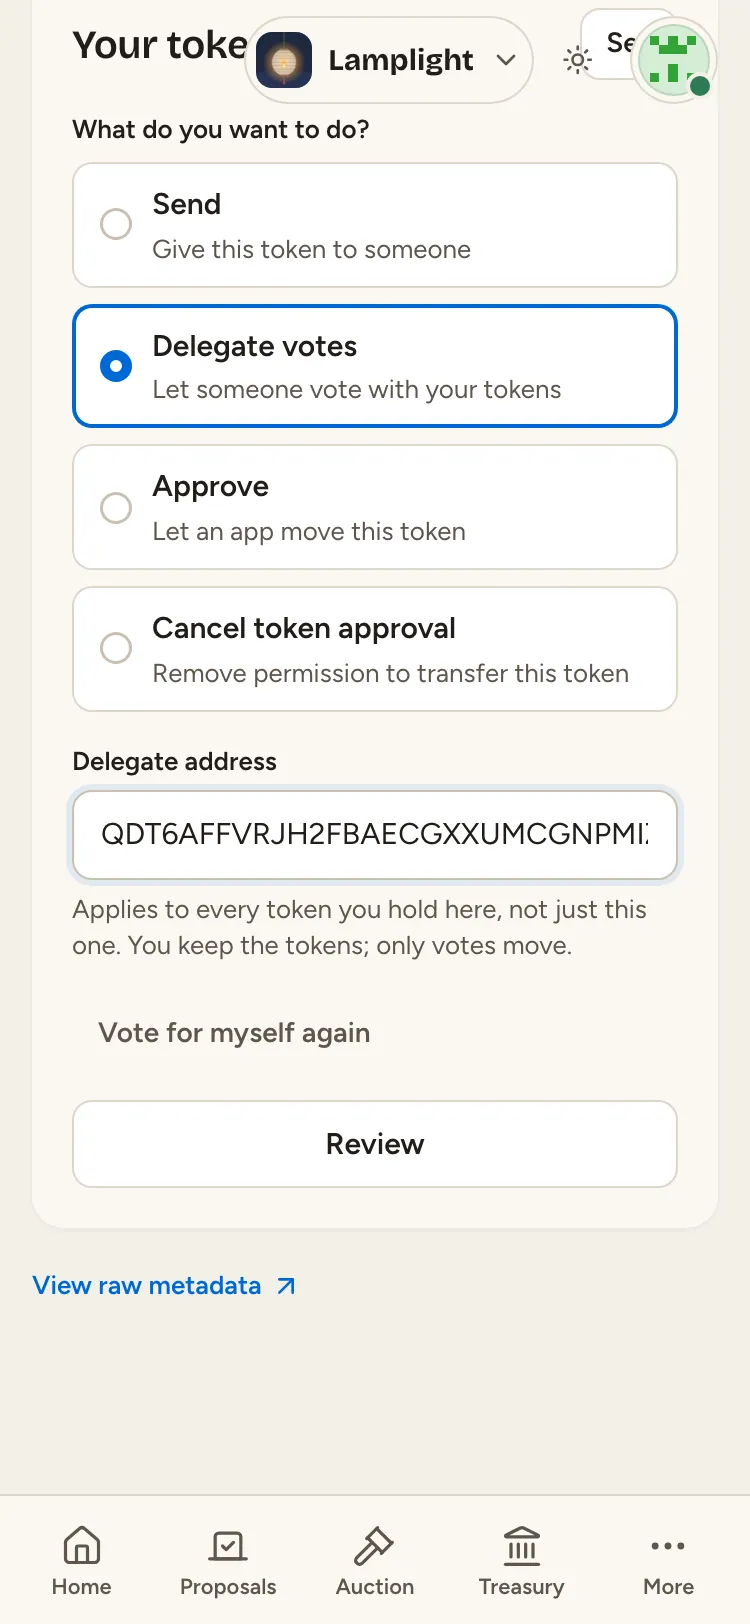 Your toke
Lamplight
Se
What do you want to do?
Send
Give this token to someone
Delegate votes
Let someone vote with your tokens
Approve
Let an app move this token
Cancel token approval
Remove permission to transfer this token
Delegate address
QDT6AFFVRJH2FBAECGXXUMCGNPMI
Applies to every token you hold here, not just this
one. You keep the tokens; only votes move.
Vote for myself again
Review
View raw metadata
Home
Proposals
Auction
Treasury
More